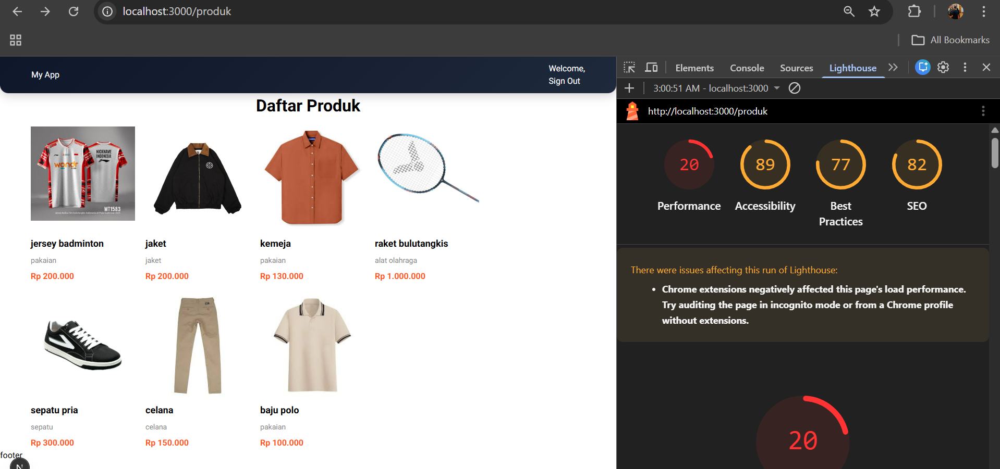 localhost:3000/produk
All Bookmarks
My App
Welcome,
Sign Out
Daftar Produk
NICKNAME
INDONESIA
wondr
MT1583
jersey badminton
pakaian
Rp 200.000
jaket
jaket
Rp 200.000
kemeja
pakaian
Rp 130.000
raket bulutangkis
alat olahraga
Rp 1.000.000
sepatu pria
sepatu
Rp 300.000
celana
celana
Rp 150.000
baju polo
pakaian
Rp 100.000
footer
N
Elements
Console
Sources
Lighthouse
3:00:51 AM - localhost:3000
http://localhost:3000/produk
20
89
77
82
Performance
Accessibility
Best
Practices
SEO
There were issues affecting this run of Lighthouse:
• Chrome extensions negatively affected this page's load performance.
Try auditing the page in incognito mode or from a Chrome profile
without extensions.
20